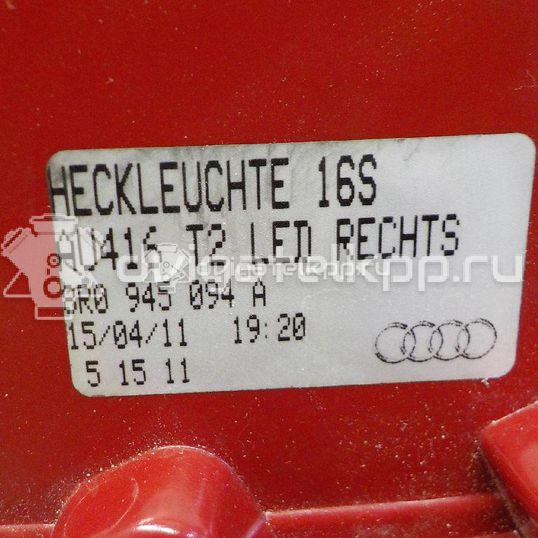 HECKLEUCHTE 16S
AU416 T2 LED RECHTS
8R0 945 094 A
15/04/11 19:20
5 15 11